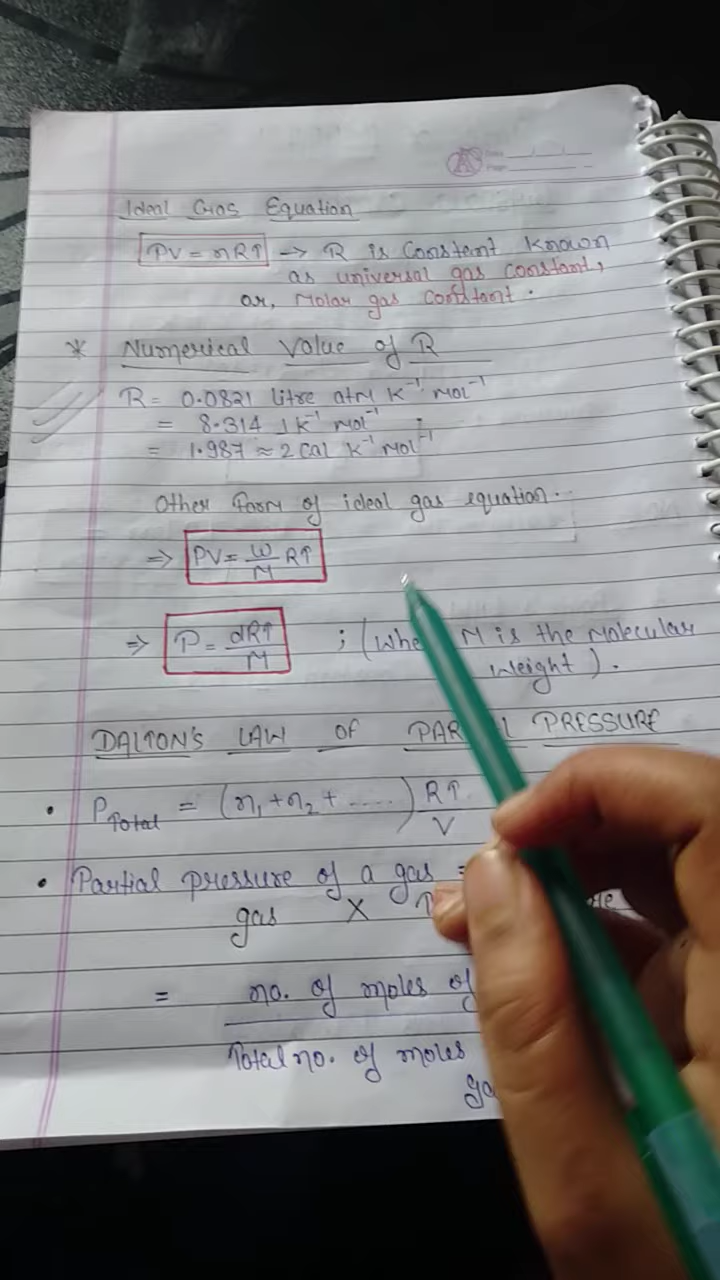 Ideal Gas Equation
PV = nRT → R is constant known
as universal gas constant,
or, Molar gas constant.
* Numerical Value of R
R = 0.0821 litre atm K⁻¹ mol⁻¹
= 8.314 J K⁻¹ mol⁻¹
= 1.987 ≈ 2 Cal K⁻¹ Mol⁻¹
Other Form of ideal gas equation.
⇒ PV = w/M RT
⇒ P = dRT/M ; (Whe M is the Molecular
Weight).
DALTON'S LAW OF PAR L PRESSURE
• P Total = (n₁+n₂+ .....) RT/V
• Partial pressure of a gas =
gas X
= no. of moles of
Total no. of moles